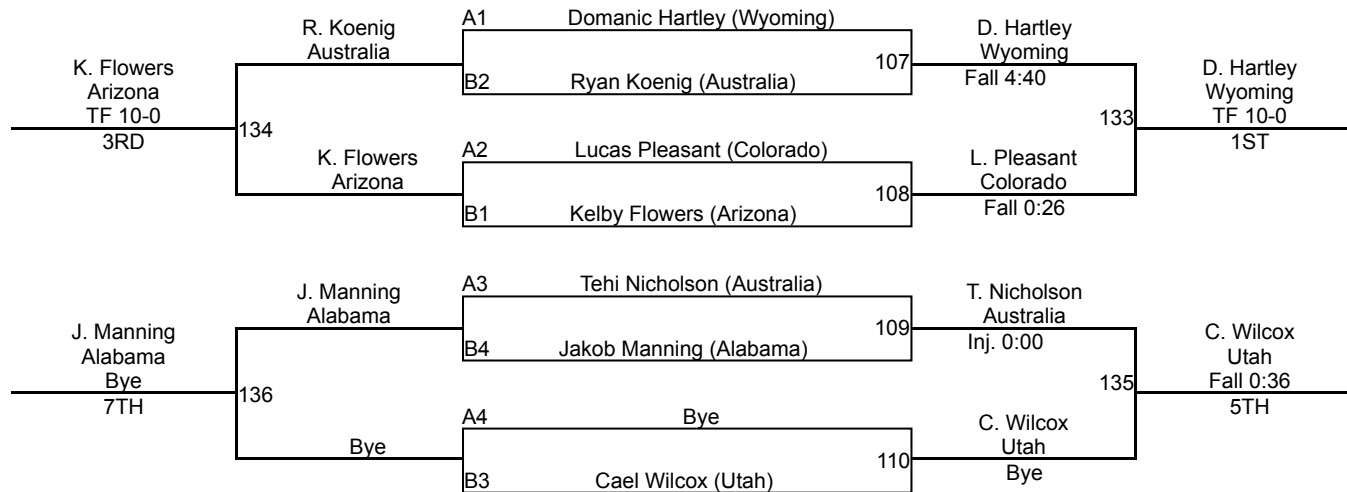 A1 Domanic Hartley (Wyoming)
R. Koenig
Australia
D. Hartley
Wyoming
107
Fall 4:40
K. Flowers
Arizona
TF 10-0
3RD
B2 Ryan Koenig (Australia)
D. Hartley
Wyoming
TF 10-0
1ST
134
133
A2 Lucas Pleasant (Colorado)
K. Flowers
Arizona
L. Pleasant
Colorado
108
Fall 0:26
B1 Kelby Flowers (Arizona)
A3 Tehi Nicholson (Australia)
J. Manning
Alabama
T. Nicholson
Australia
109
Inj. 0:00
J. Manning
Alabama
Bye
7TH
B4 Jakob Manning (Alabama)
C. Wilcox
Utah
Fall 0:36
5TH
136
135
A4 Bye
Bye
C. Wilcox
Utah
110
Bye
B3 Cael Wilcox (Utah)